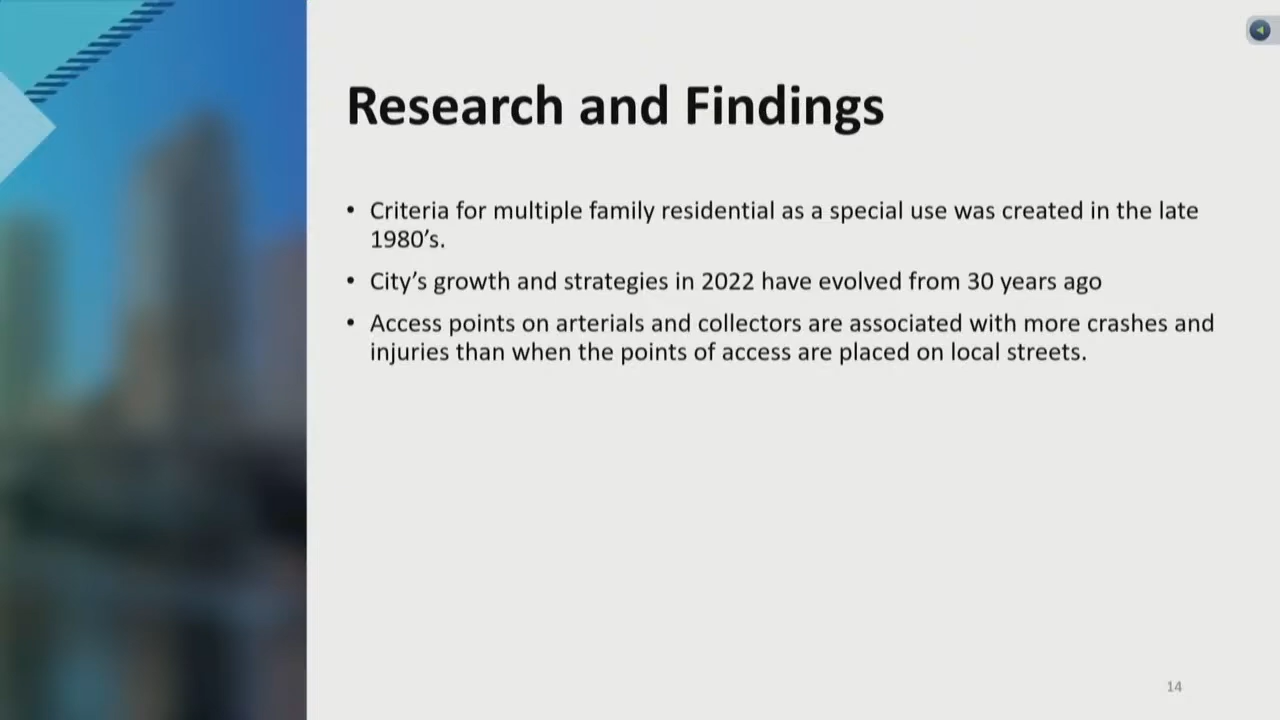 Research and Findings
• Criteria for multiple family residential as a special use was created in the late
1980’s.
• City’s growth and strategies in 2022 have evolved from 30 years ago
• Access points on arterials and collectors are associated with more crashes and
injuries than when the points of access are placed on local streets.
14